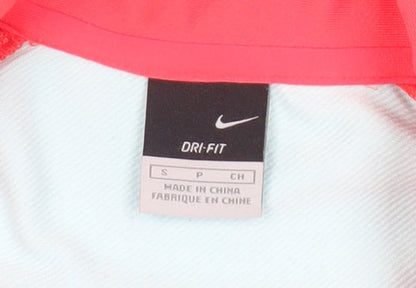 DRI-FIT
S P CH
MADE IN CHINA
FABRIQUE EN CHINE